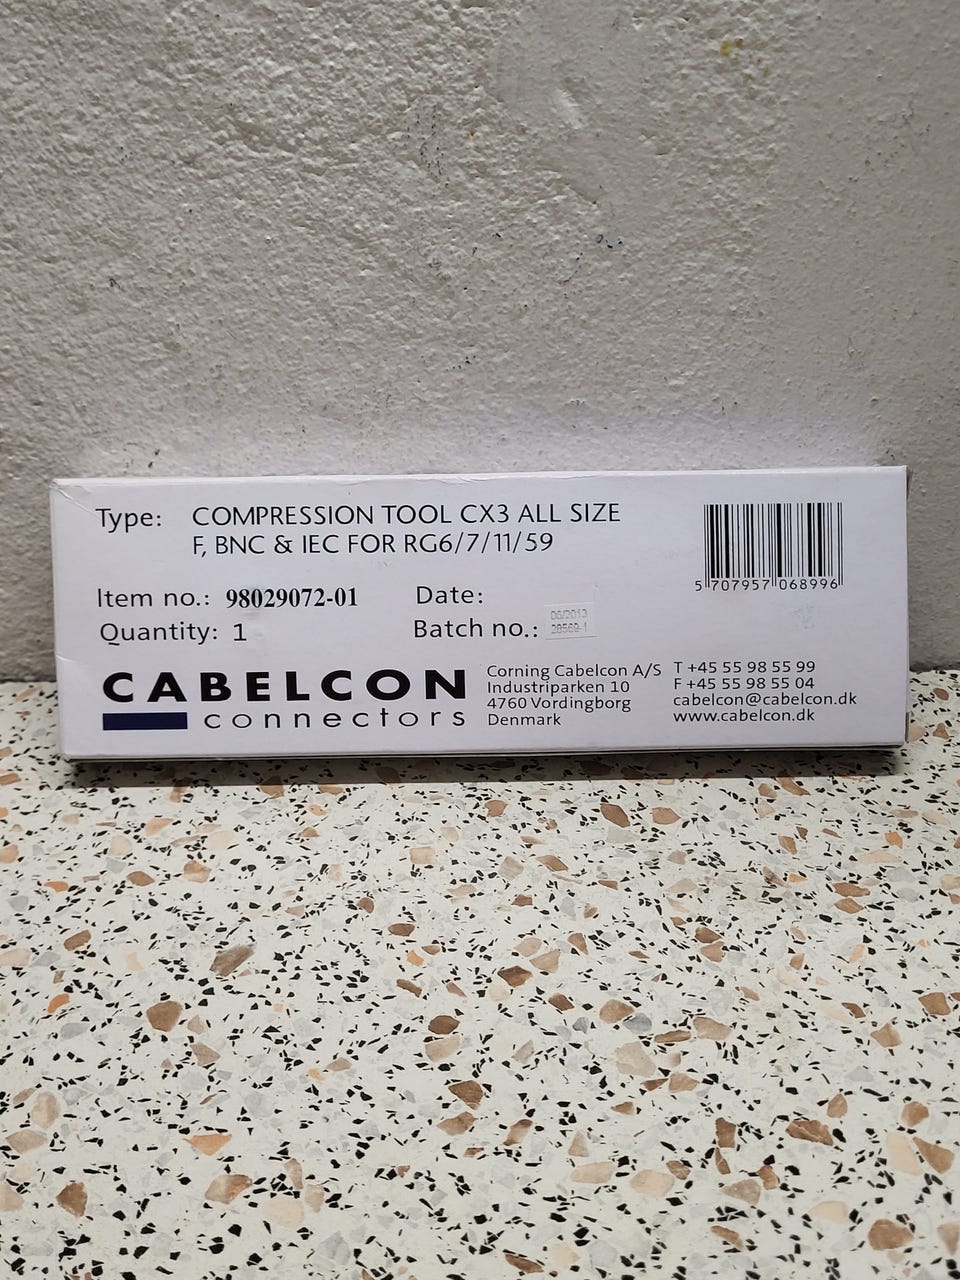 Type: COMPRESSION TOOL CX3 ALL SIZE
F, BNC & IEC FOR RG6/7/11/59
5 707957 068996
Item no.: 98029072-01
Quantity: 1
Date:
Batch no.:
28569-1
CABELCON
connectors
Corning Cabelcon A/S
Industriparken 10
4760 Vordingborg
Denmark
T +45 55 98 55 99
F +45 55 98 55 04
cabelcon@cabelcon.dk
www.cabelcon.dk